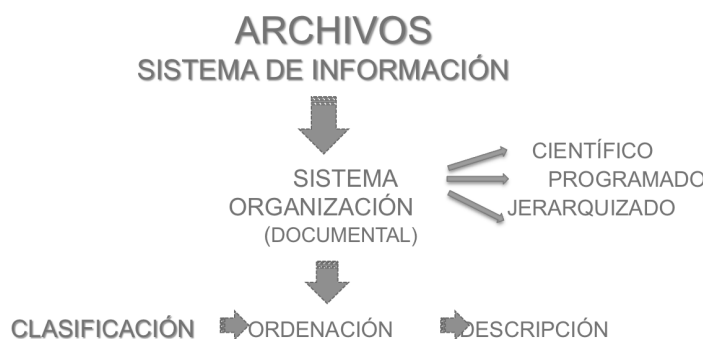 ARCHIVOS
SISTEMA DE INFORMACIÓN
CIENTÍFICO
SISTEMA
PROGRAMADO
ORGANIZACIÓN
JERARQUIZADO
(DOCUMENTAL)
CLASIFICACIÓN
ORDENACIÓN
DESCRIPCIÓN